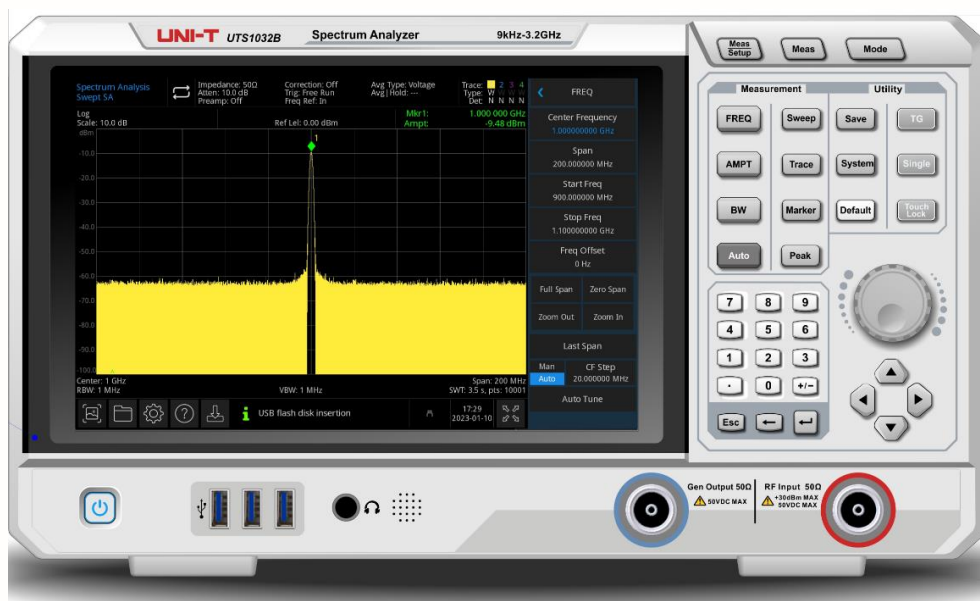 UNI-T UTS1032B Spectrum Analyzer 9kHz-3.2GHz
Meas Setup
Meas
Mode
Spectrum Analysis
Swept SA
Impedance: 50Ω
Atten: 10.0 dB
Preamp: Off
Correction: Off
Trig: Free Run
Freq Ref: In
Avg Type: Voltage
Avg|Hold: ---
Trace: 2 3 4
Type: W W W W
Det: N N N N
Log
Scale: 10.0 dB
Ref Lel: 0.00 dBm
Mkr1: 1.000 000 GHz
Ampt: -9.48 dBm
dBm
1
-10.0
-20.0
-30.0
-40.0
-50.0
-60.0
-70.0
-80.0
-90.0
-100.0
Center: 1 GHz
RBW: 1 MHz
VBW: 1 MHz
Span: 200 MHz
SWT: 3.5 s, pts: 10001
USB flash disk insertion
17:29
2023-01-10
FREQ
Center Frequency
1.000000000 GHz
Span
200.000000 MHz
Start Freq
900.000000 MHz
Stop Freq
1.100000000 GHz
Freq Offset
0 Hz
Full Span
Zero Span
Zoom Out
Zoom In
Last Span
Man
Auto
CF Step
20.000000 MHz
Auto Tune
Measurement
Utility
FREQ Sweep Save TG
AMPT Trace System Single
BW Marker Default Touch Lock
Auto Peak
7 8 9
4 5 6
1 2 3
. 0 +/−
Esc
Gen Output 50Ω
50VDC MAX
RF Input 50Ω
+30dBm MAX
50VDC MAX